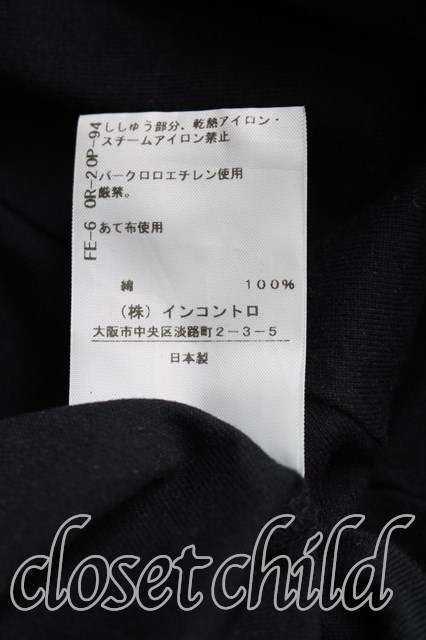 ししゅう部分．乾熱アイロン・
スチームアイロン禁止
パークロロエチレン使用
厳禁。
あて布使用
FE-6 OR-20P-94
綿 100%
(株) インコントロ
大阪市中央区淡路町2-3-5
日本製
closet child